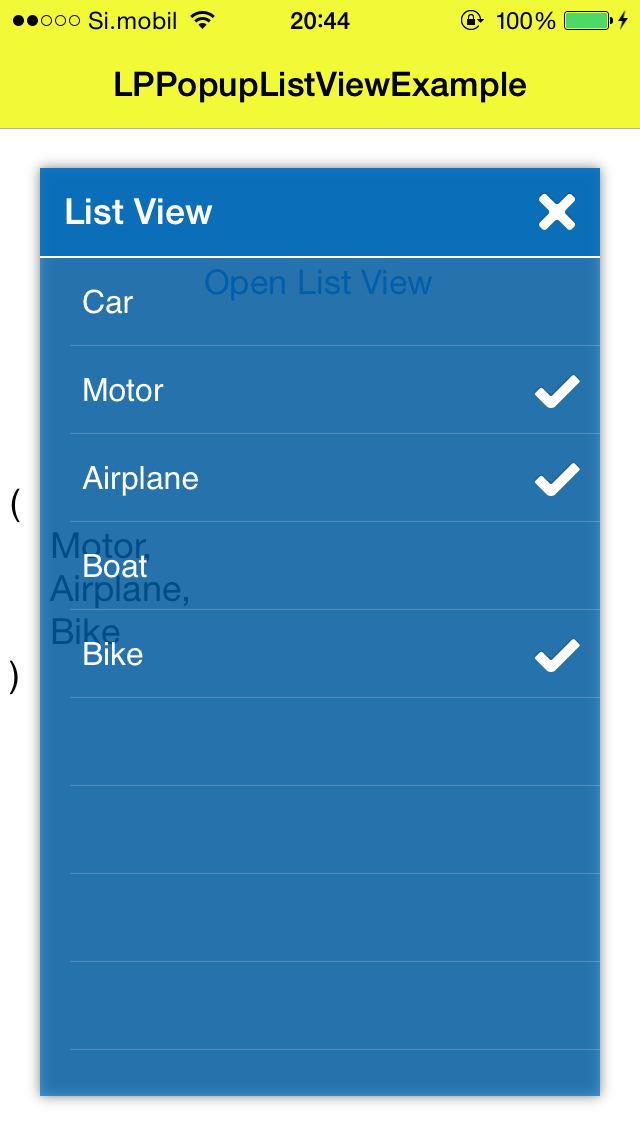 Si.mobil 20:44 100%
LPPopupListViewExample
List View
Open List View
Car
Motor
Airplane
(
Motor,
Boat
Airplane,
Bike
Bike
)